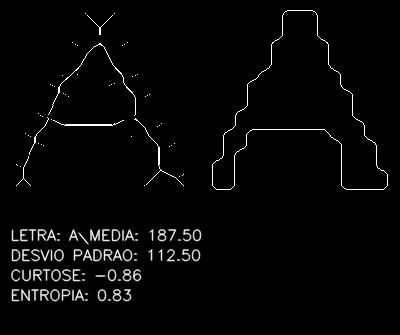 LETRA: A\MEDIA: 187.50
DESVIO PADRAO: 112.50
CURTOSE: -0.86
ENTROPIA: 0.83